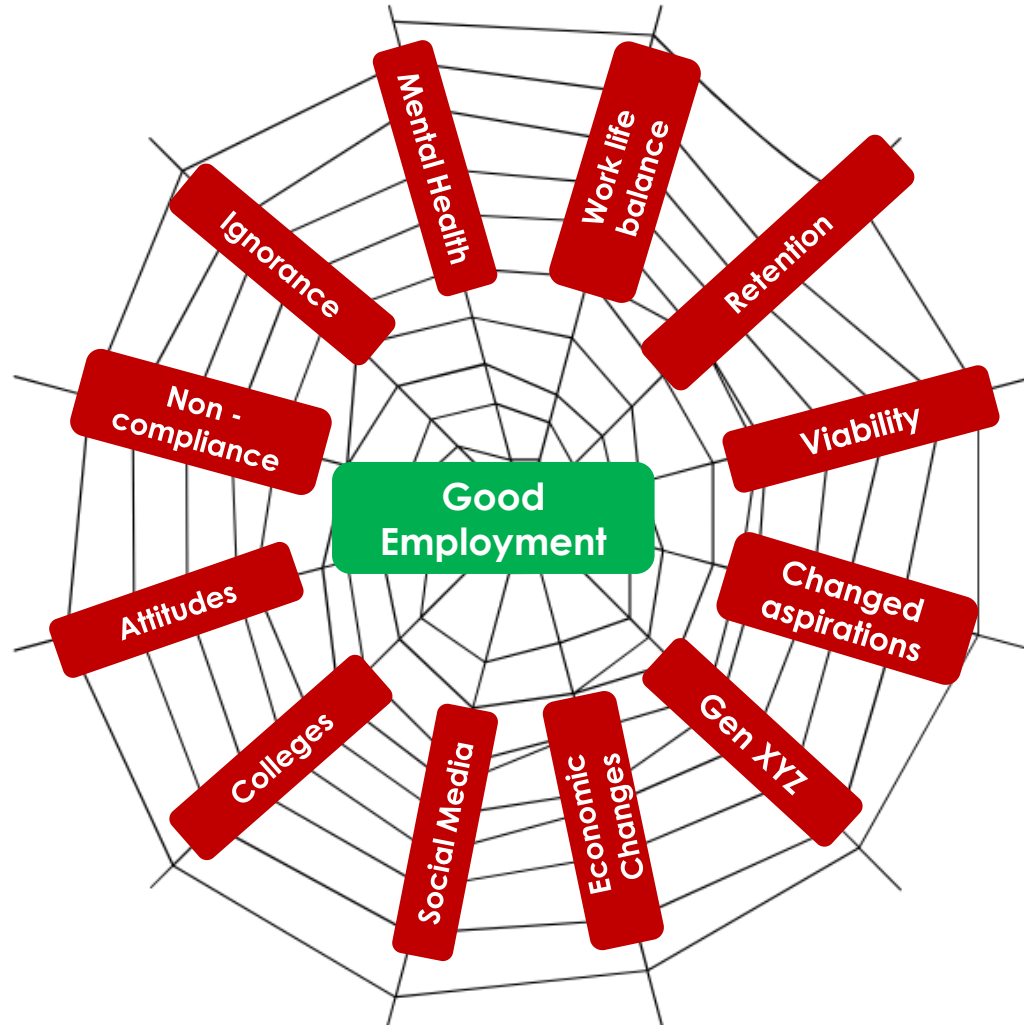 Mental Health
Work life
balance
Retention
Viability
Changed
aspirations
Gen XYZ
Economic
Changes
Social Media
Colleges
Attitudes
Non -
compliance
Ignorance
Good
Employment